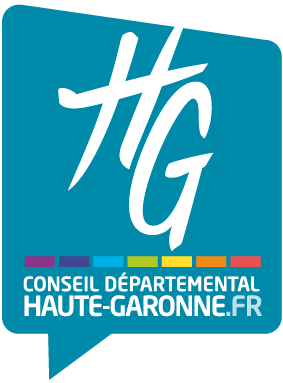 HG
CONSEIL DÉPARTEMENTAL
HAUTE-GARONNE.FR